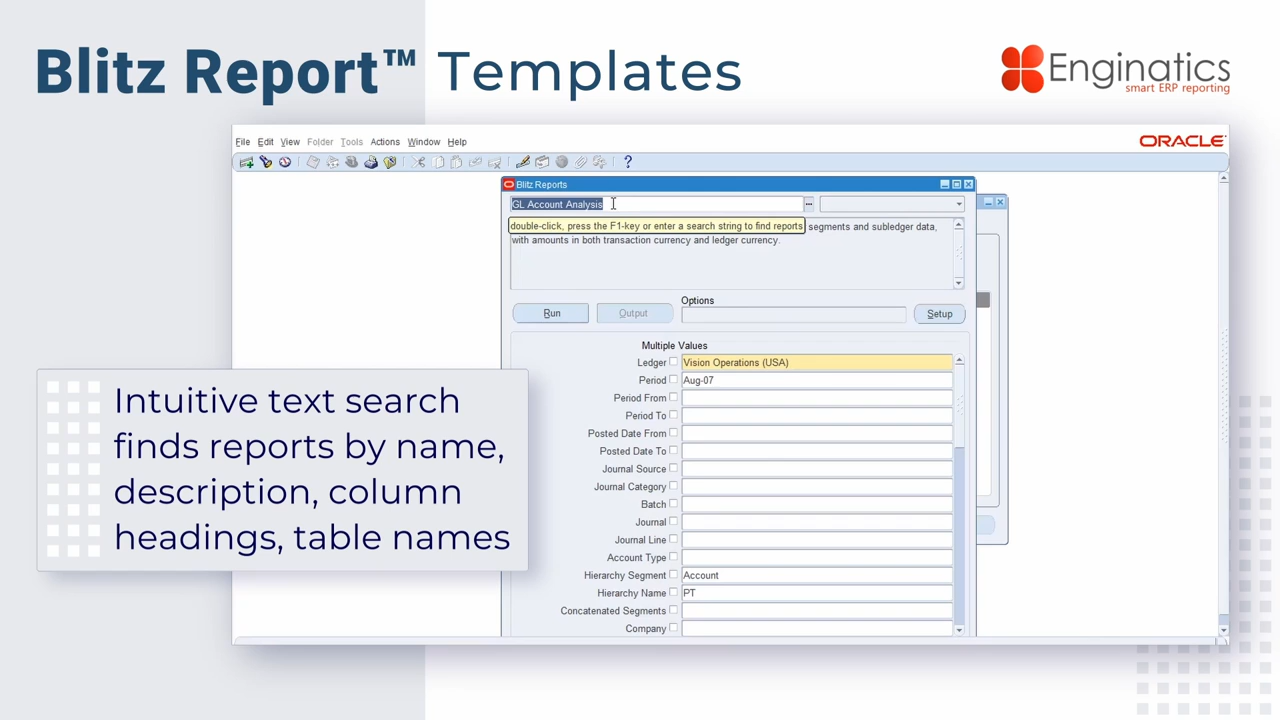 Blitz Report™ Templates
Enginatics
smart ERP reporting
File Edit View Folder Tools Actions Window Help
ORACLE
?
Blitz Reports
GL Account Analysis
double-click, press the F1-key or enter a search string to find reports segments and subledger data,
with amounts in both transaction currency and ledger currency.
Options
Run Output Setup
Multiple Values
Ledger Vision Operations (USA)
Period Aug-07
Period From
Period To
Posted Date From
Posted Date To
Journal Source
Journal Category
Batch
Journal
Journal Line
Account Type
Hierarchy Segment Account
Hierarchy Name PT
Concatenated Segments
Company
Intuitive text search
finds reports by name,
description, column
headings, table names